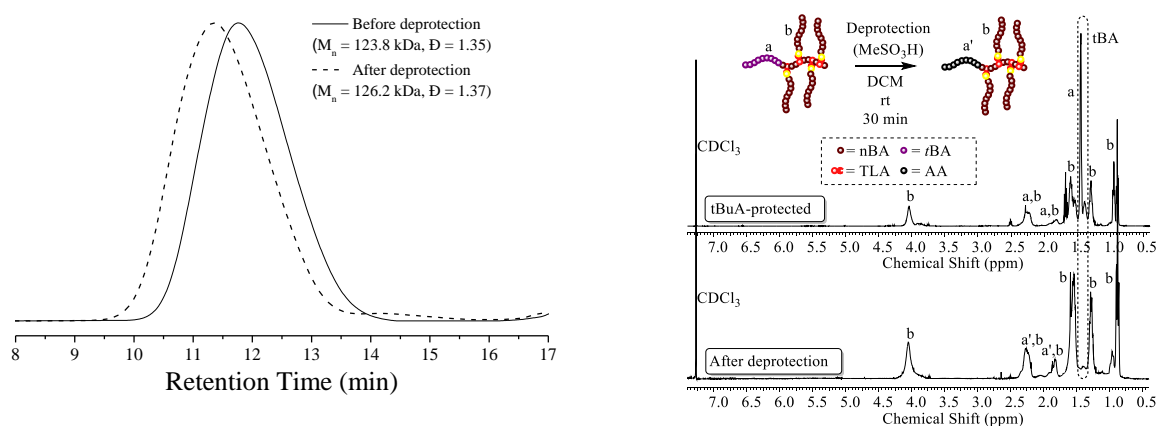 Before deprotection
(Mn = 123.8 kDa, Đ = 1.35)
After deprotection
(Mn = 126.2 kDa, Đ = 1.37)
8 9 10 11 12 13 14 15 16 17
Retention Time (min)
b
a
Deprotection
(MeSO3H)
DCM
rt
30 min
b
a'
tBA
= nBA = tBA
= TLA = AA
CDCl3
tBuA-protected
b
a,b
a,b
b
a
b
b
7.0 6.5 6.0 5.5 5.0 4.5 4.0 3.5 3.0 2.5 2.0 1.5 1.0 0.5
Chemical Shift (ppm)
CDCl3
After deprotection
b
a',b
a',b
b
b
b
7.0 6.5 6.0 5.5 5.0 4.5 4.0 3.5 3.0 2.5 2.0 1.5 1.0 0.5
Chemical Shift (ppm)